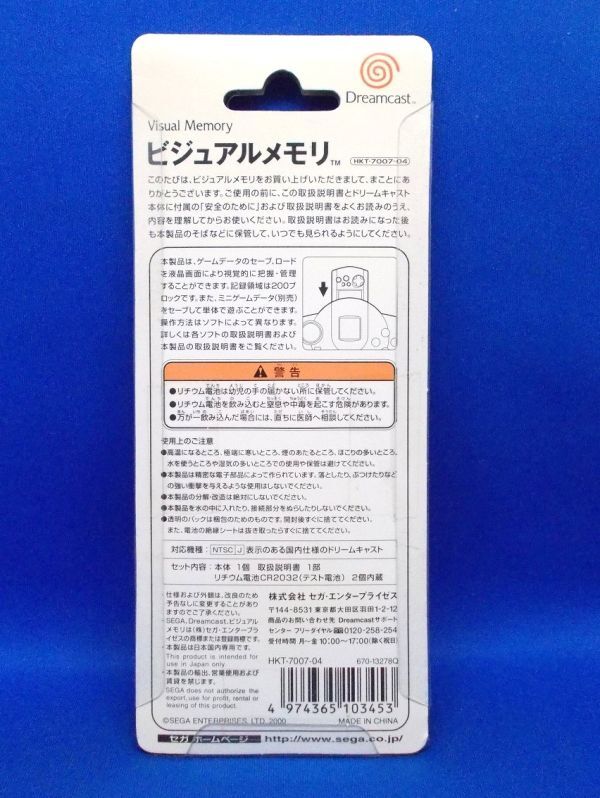 Dreamcast™
Visual Memory
ビジュアルメモリ™ HKT-7007-04
このたびは、ビジュアルメモリをお買い上げいただきまして、まことにあ
りがとうございます。ご使用の前に、この取扱説明書とドリームキャスト
本体に付属の「安全のために」および取扱説明書をよくお読みのうえ、
内容を理解してからお使いください。取扱説明書はお読みになった後
も本製品のそばなどに保管して、いつでも見られるようにしてください。
本製品は、ゲームデータのセーブ、ロード
を液晶画面により視覚的に把握・管理
することができます。記録領域は200ブ
ロックです。また、ミニゲームデータ(別売)
をセーブして単体で遊ぶことができます。
操作方法はソフトによって異なります。
詳しくは各ソフトの取扱説明書および
本製品の取扱説明書をご覧ください。
警告
●リチウム電池は幼児の手の届かない所に保管してください。
●リチウム電池を飲み込むと窒息や中毒を起こす危険があります。
●万が一飲み込んだ場合には、直ちに医師へ相談してください。
使用上のご注意
●高温になるところ、極端に寒いところ、煙のあたるところ、ほこりの多いところ、
水を使うところや湿気の多いところでの使用や保管は避けてください。
●本製品は精密な電子部品によって作られています。落としたり、ぶつけたりなど
の強い衝撃を与えるような使用はしないでください。
●本製品の分解・改造は絶対にしないでください。
●本製品を水の中に入れたり、接続部分をぬらしたりしないでください。
●透明のパックは梱包のためのものです。開封後すぐに捨ててください。
また、電池の絶縁シートは抜き取ったらすぐに捨ててください。
対応機種：NTSC J 表示のある国内仕様のドリームキャスト
セット内容：本体 1個 取扱説明書 1部
リチウム電池CR2032(テスト電池) 2個内蔵
仕様および外観は、改良のため
予告なしに変更することがあり
ますのでご了承ください。
SEGA、Dreamcast、ビジュアル
メモリは(株)セガ・エンタープラ
イゼスの商標または登録商標です。
本製品は日本国内専用です。
This product is intended for
use in Japan only.
本製品の輸出、営業使用および
賃貸を禁じます。
SEGA does not authorize the
export, use for profit, rental or
leasing of this product.
株式会社 セガ・エンタープライゼス
〒144-8531 東京都大田区羽田1-2-12
商品のお問い合わせ先 Dreamcastサポート
センター フリーダイヤル 0120-258-254
受付時間 月〜金 10:00〜17:00(除く祝日)
HKT-7007-04 670-13278Q
4 974365 103453
©SEGA ENTERPRISES, LTD. 2000 MADE IN CHINA
セガ ホームページ http://www.sega.co.jp/